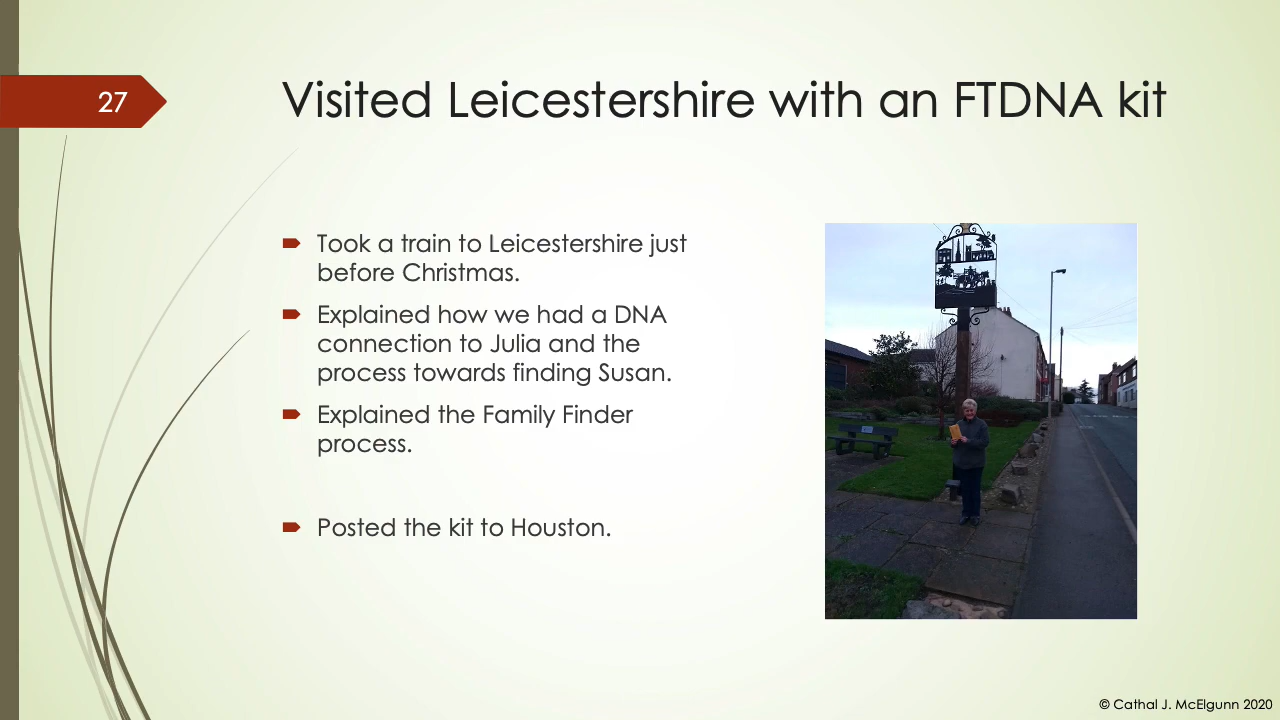 27
Visited Leicestershire with an FTDNA kit
Took a train to Leicestershire just
before Christmas.
Explained how we had a DNA
connection to Julia and the
process towards finding Susan.
Explained the Family Finder
process.
Posted the kit to Houston.
© Cathal J. McElgunn 2020